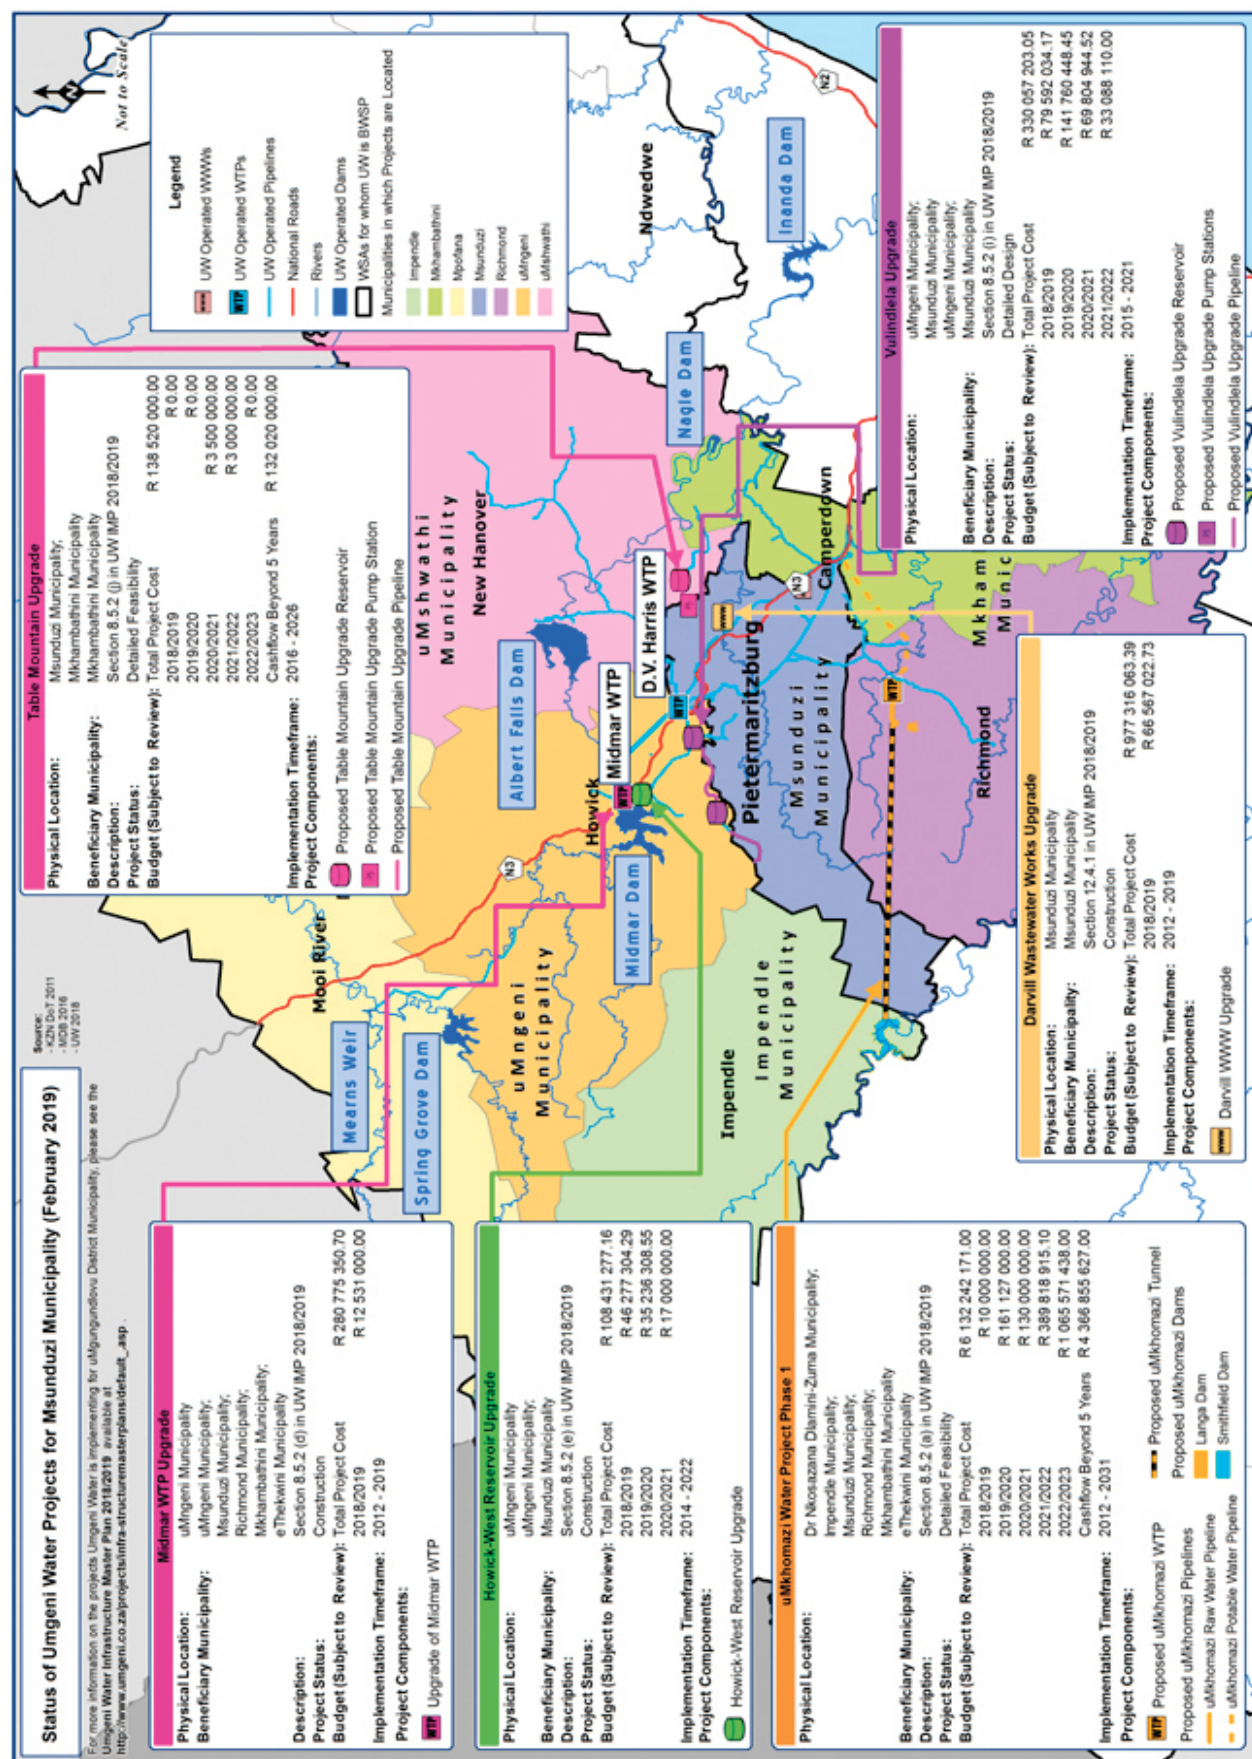 Status of Umgeni Water Projects for Msunduzi Municipality (February 2019)
For more information on the projects Umgeni Water is implementing for uMgungundlovu District Municipality, please see the
Umgeni Water Infrastructure Master Plan 2018/2019 available at
http://www.umgeni.co.za/projects/infra-structuremasterplans/default_asp .
Source:
- KZN DoT 2011
- MDB 2016
- UW 2018
Midmar WTP Upgrade
Physical Location: uMngeni Municipality
Beneficiary Municipality: uMngeni Municipality;
Msunduzi Municipality;
Richmond Municipality;
Mkhambathini Municipality;
eThekwini Municipality
Description: Section 8.5.2 (d) in UW IMP 2018/2019
Project Status: Construction
Budget (Subject to Review): Total Project Cost R 280 775 350.70
2018/2019 R 12 531 000.00
Implementation Timeframe: 2012 - 2019
Project Components:
WTP Upgrade of Midmar WTP
Howick-West Reservoir Upgrade
Physical Location: uMngeni Municipality
uMngeni Municipality;
Beneficiary Municipality: Msunduzi Municipality
Description: Section 8.5.2 (e) in UW IMP 2018/2019
Project Status: Construction
Budget (Subject to Review): Total Project Cost R 108 431 277.16
2018/2019 R 46 277 304.29
2019/2020 R 35 236 308.55
2020/2021 R 17 000 000.00
Implementation Timeframe: 2014 - 2022
Project Components:
Howick-West Reservoir Upgrade
uMkhomazi Water Project Phase 1
Physical Location: Dr Nkosazana Dlamini-Zuma Municipality;
Impendle Municipality;
Msunduzi Municipality;
Richmond Municipality;
Mkhambathini Municipality
Beneficiary Municipality: eThekwini Municipality
Description: Section 8.5.2 (a) in UW IMP 2018/2019
Project Status: Detailed Feasibility
Budget (Subject to Review): Total Project Cost R 6 132 242 171.00
2018/2019 R 10 000 000.00
2019/2020 R 161 127 000.00
2020/2021 R 130 000 000.00
2021/2022 R 389 818 915.10
2022/2023 R 1 065 571 438.00
Cashflow Beyond 5 Years R 4 366 855 627.00
Implementation Timeframe: 2012 - 2031
Project Components:
WTP Proposed uMkhomazi WTP
Proposed uMkhomazi Tunnel
Proposed uMkhomazi Pipelines
Proposed uMkhomazi Dams
uMkhomazi Raw Water Pipeline
Langa Dam
uMkhomazi Potable Water Pipeline
Smithfield Dam
Table Mountain Upgrade
Physical Location: Msunduzi Municipality;
Mkhambathini Municipality
Beneficiary Municipality: Mkhambathini Municipality
Description: Section 8.5.2 (j) in UW IMP 2018/2019
Project Status: Detailed Feasibility
Budget (Subject to Review): Total Project Cost R 138 520 000.00
2018/2019 R 0.00
2019/2020 R 0.00
2020/2021 R 3 500 000.00
2021/2022 R 3 000 000.00
2022/2023 R 0.00
Cashflow Beyond 5 Years R 132 020 000.00
Implementation Timeframe: 2016 - 2026
Project Components:
Proposed Table Mountain Upgrade Reservoir
PS Proposed Table Mountain Upgrade Pump Station
Proposed Table Mountain Upgrade Pipeline
N
Not to Scale
Legend
WWW UW Operated WWWs
WTP UW Operated WTPs
UW Operated Pipelines
National Roads
Rivers
UW Operated Dams
WSAs for whom UW is BWSP
Municipalities in which Projects are Located
Impendle
Mkhambathini
Mpofana
Msunduzi
Richmond
uMngeni
uMshwathi
Mooi River
Mearns Weir
Spring Grove Dam
uMngeni
Municipality
N3
Howick
Midmar WTP
WTP
Midmar Dam
Albert Falls Dam
uMshwathi
Municipality
New Hanover
D.V. Harris WTP
WTP
PS
Nagle Dam
Ndwedwe
Inanda Dam
N2
Impendle
Impendle
Municipality
Pietermaritzburg
WWW
N3
Camperdown
Msunduzi
Municipality
WTP
Richmond
Mkham
Munic
Darvill Wastewater Works Upgrade
Physical Location: Msunduzi Municipality
Beneficiary Municipality: Msunduzi Municipality
Description: Section 12.4.1 in UW IMP 2018/2019
Project Status: Construction
Budget (Subject to Review): Total Project Cost R 977 316 063.39
2018/2019 R 66 567 022.73
Implementation Timeframe: 2012 - 2019
Project Components:
WWW Darvill WWW Upgrade
Vulindlela Upgrade
Physical Location: uMngeni Municipality;
Msunduzi Municipality
uMngeni Municipality;
Beneficiary Municipality: Msunduzi Municipality
Description: Section 8.5.2 (i) in UW IMP 2018/2019
Project Status: Detailed Design
Budget (Subject to Review): Total Project Cost R 330 057 203.05
2018/2019 R 79 592 034.17
2019/2020 R 141 760 448.45
2020/2021 R 69 804 944.52
2021/2022 R 33 088 110.00
Implementation Timeframe: 2015 - 2021
Project Components:
Proposed Vulindlela Upgrade Reservoir
PS Proposed Vulindlela Upgrade Pump Stations
Proposed Vulindlela Upgrade Pipeline